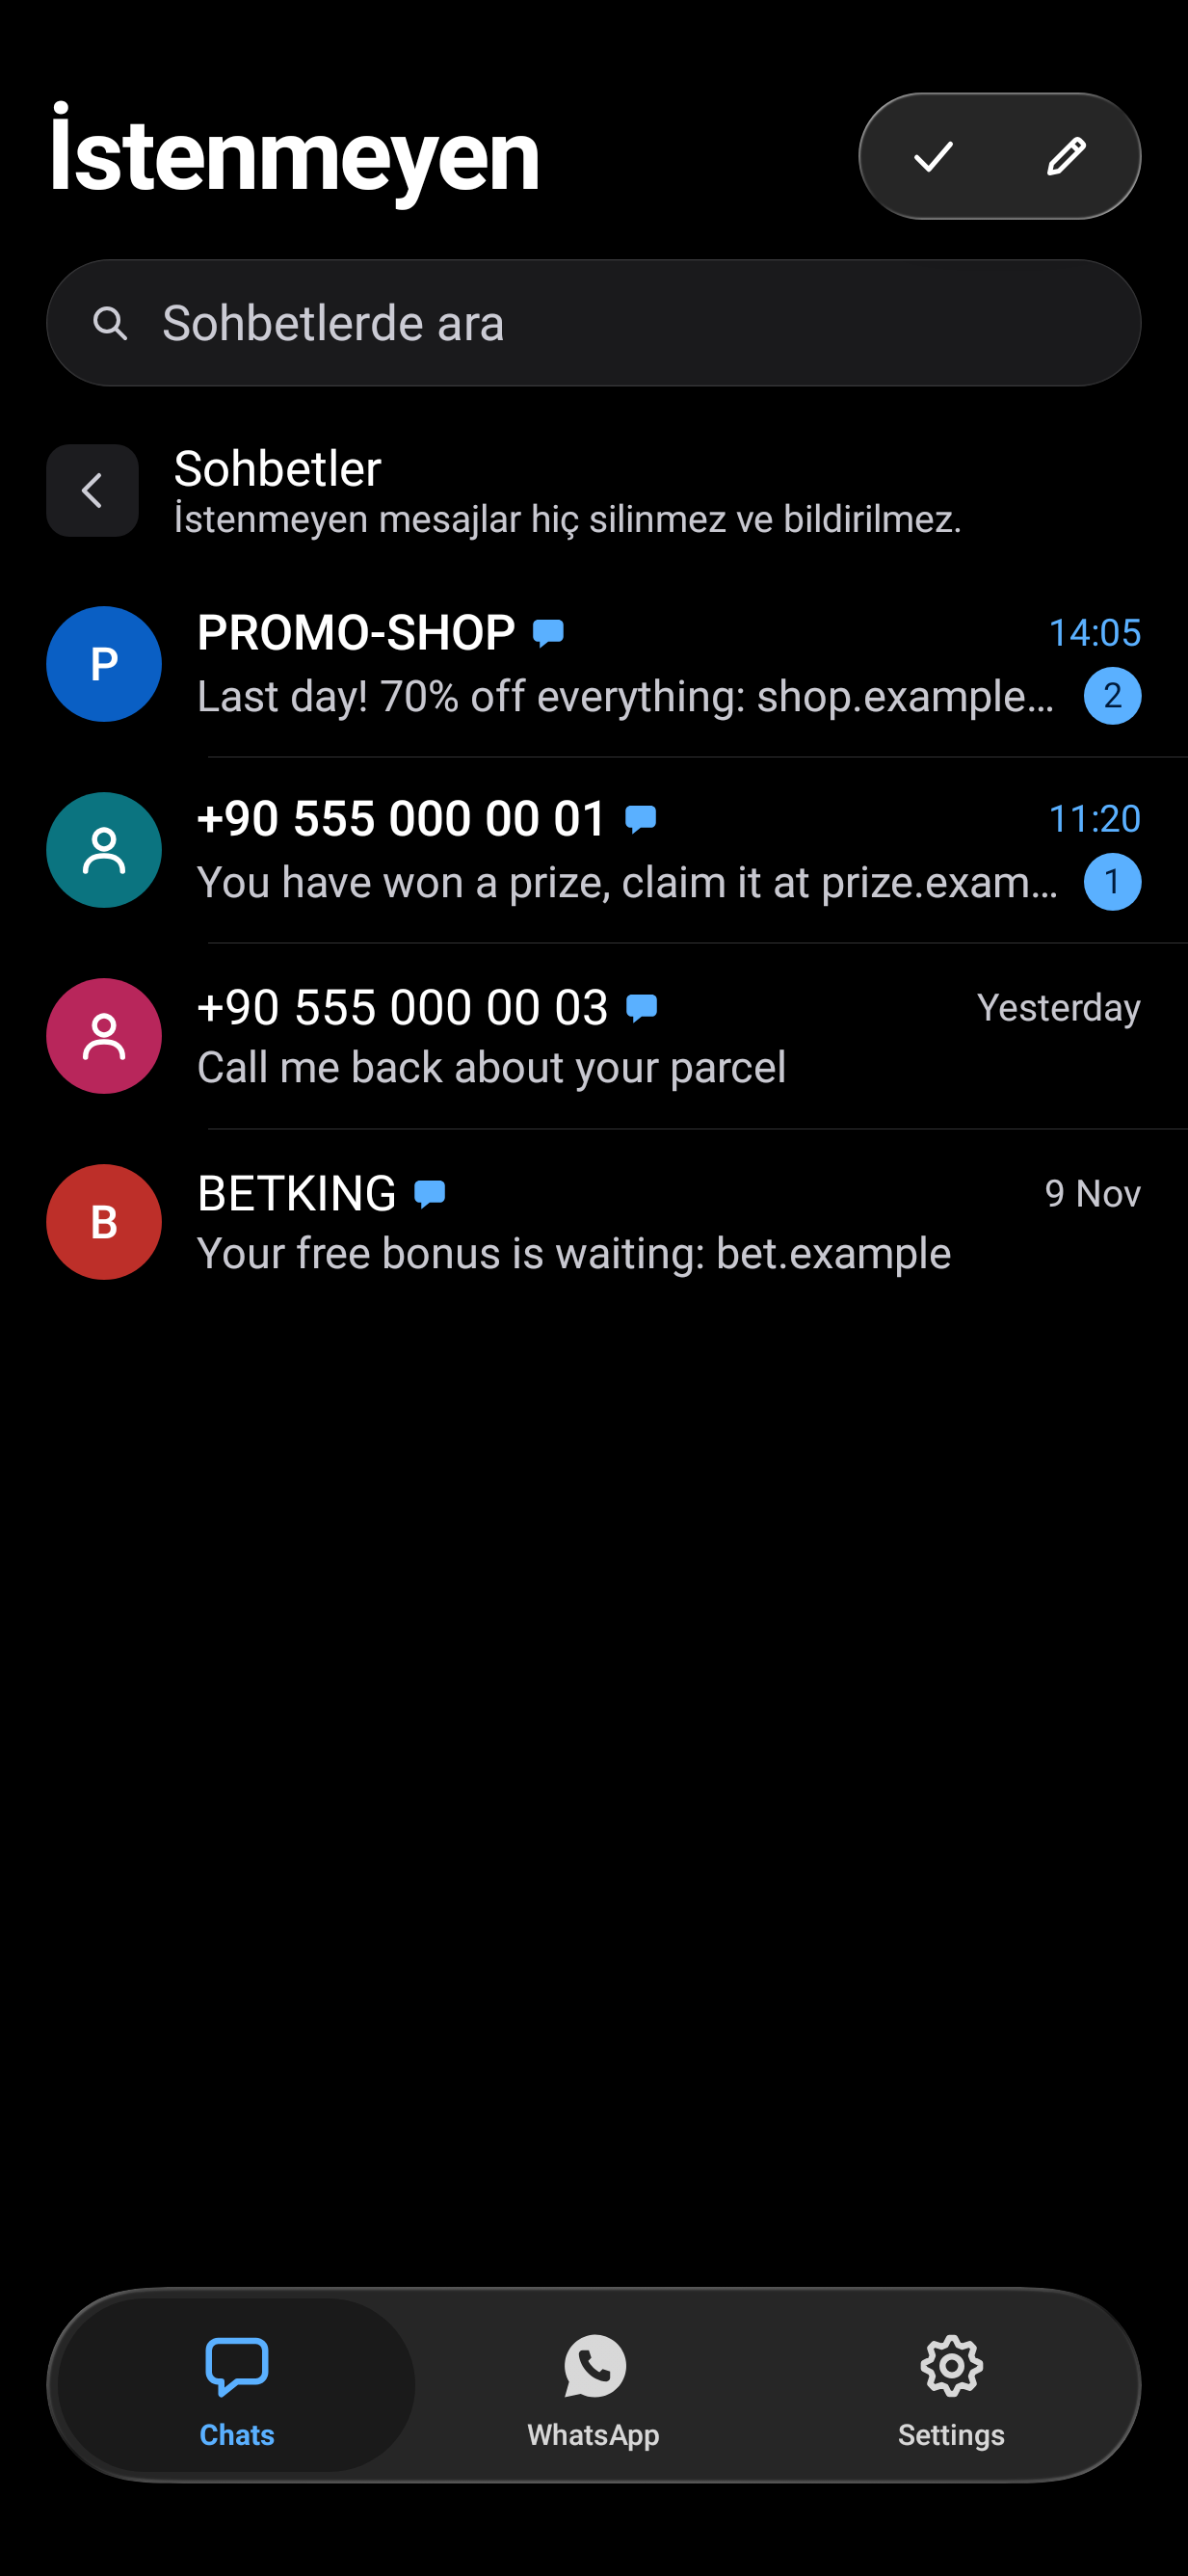 İstenmeyen
Sohbetlerde ara
Sohbetler
İstenmeyen mesajlar hiç silinmez ve bildirilmez.
P
PROMO-SHOP
14:05
Last day! 70% off everything: shop.example...
2
+90 555 000 00 01
11:20
You have won a prize, claim it at prize.exam...
1
+90 555 000 00 03
Yesterday
Call me back about your parcel
B
BETKING
9 Nov
Your free bonus is waiting: bet.example
Chats
WhatsApp
Settings